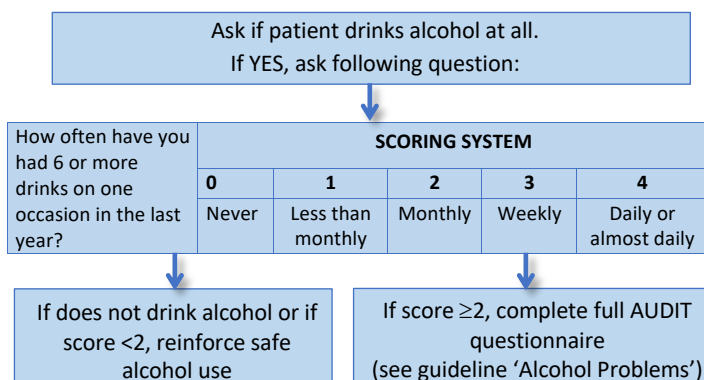 Ask if patient drinks alcohol at all.
If YES, ask following question:
How often have you
had 6 or more
drinks on one
occasion in the last
year?
SCORING SYSTEM
0 1 2 3 4
Never Less than monthly Monthly Weekly Daily or almost daily
If does not drink alcohol or if
score <2, reinforce safe
alcohol use
If score ≥2, complete full AUDIT
questionnaire
(see guideline ‘Alcohol Problems’)